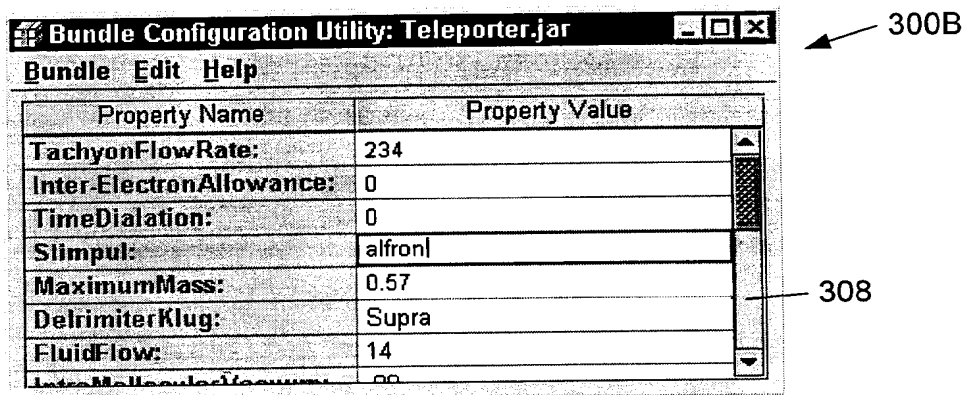 Bundle Configuration Utility: Teleporter.jar
300B
Bundle Edit Help
Property Name Property Value
TachyonFlowRate: 234
Inter-ElectronAllowance: 0
TimeDialation: 0
Slimpul: alfron
MaximumMass: 0.57
308
DelrimiterKlug: Supra
FluidFlow: 14